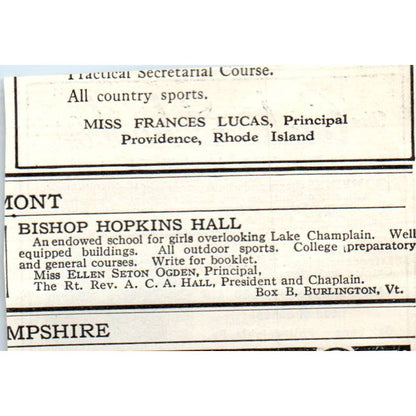 Practical Secretarial Course.
All country sports.
MISS FRANCES LUCAS, Principal
Providence, Rhode Island
MONT
BISHOP HOPKINS HALL
An endowed school for girls overlooking Lake Champlain. Well
equipped buildings. All outdoor sports. College preparatory
and general courses. Write for booklet.
Miss ELLEN SETON OGDEN, Principal,
The Rt. Rev. A. C. A. HALL, President and Chaplain.
Box B, BURLINGTON, Vt.
MPSHIRE